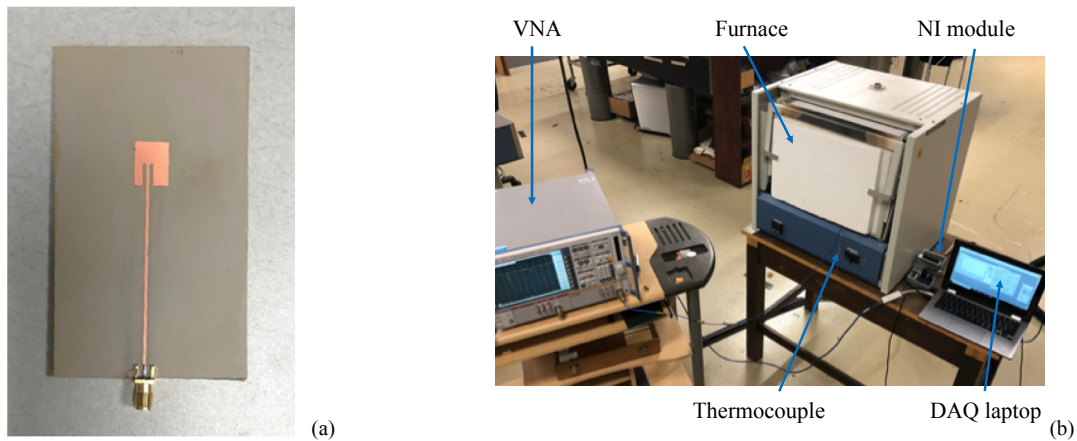 VNA
Furnace
NI module
(a)
Thermocouple
DAQ laptop
(b)